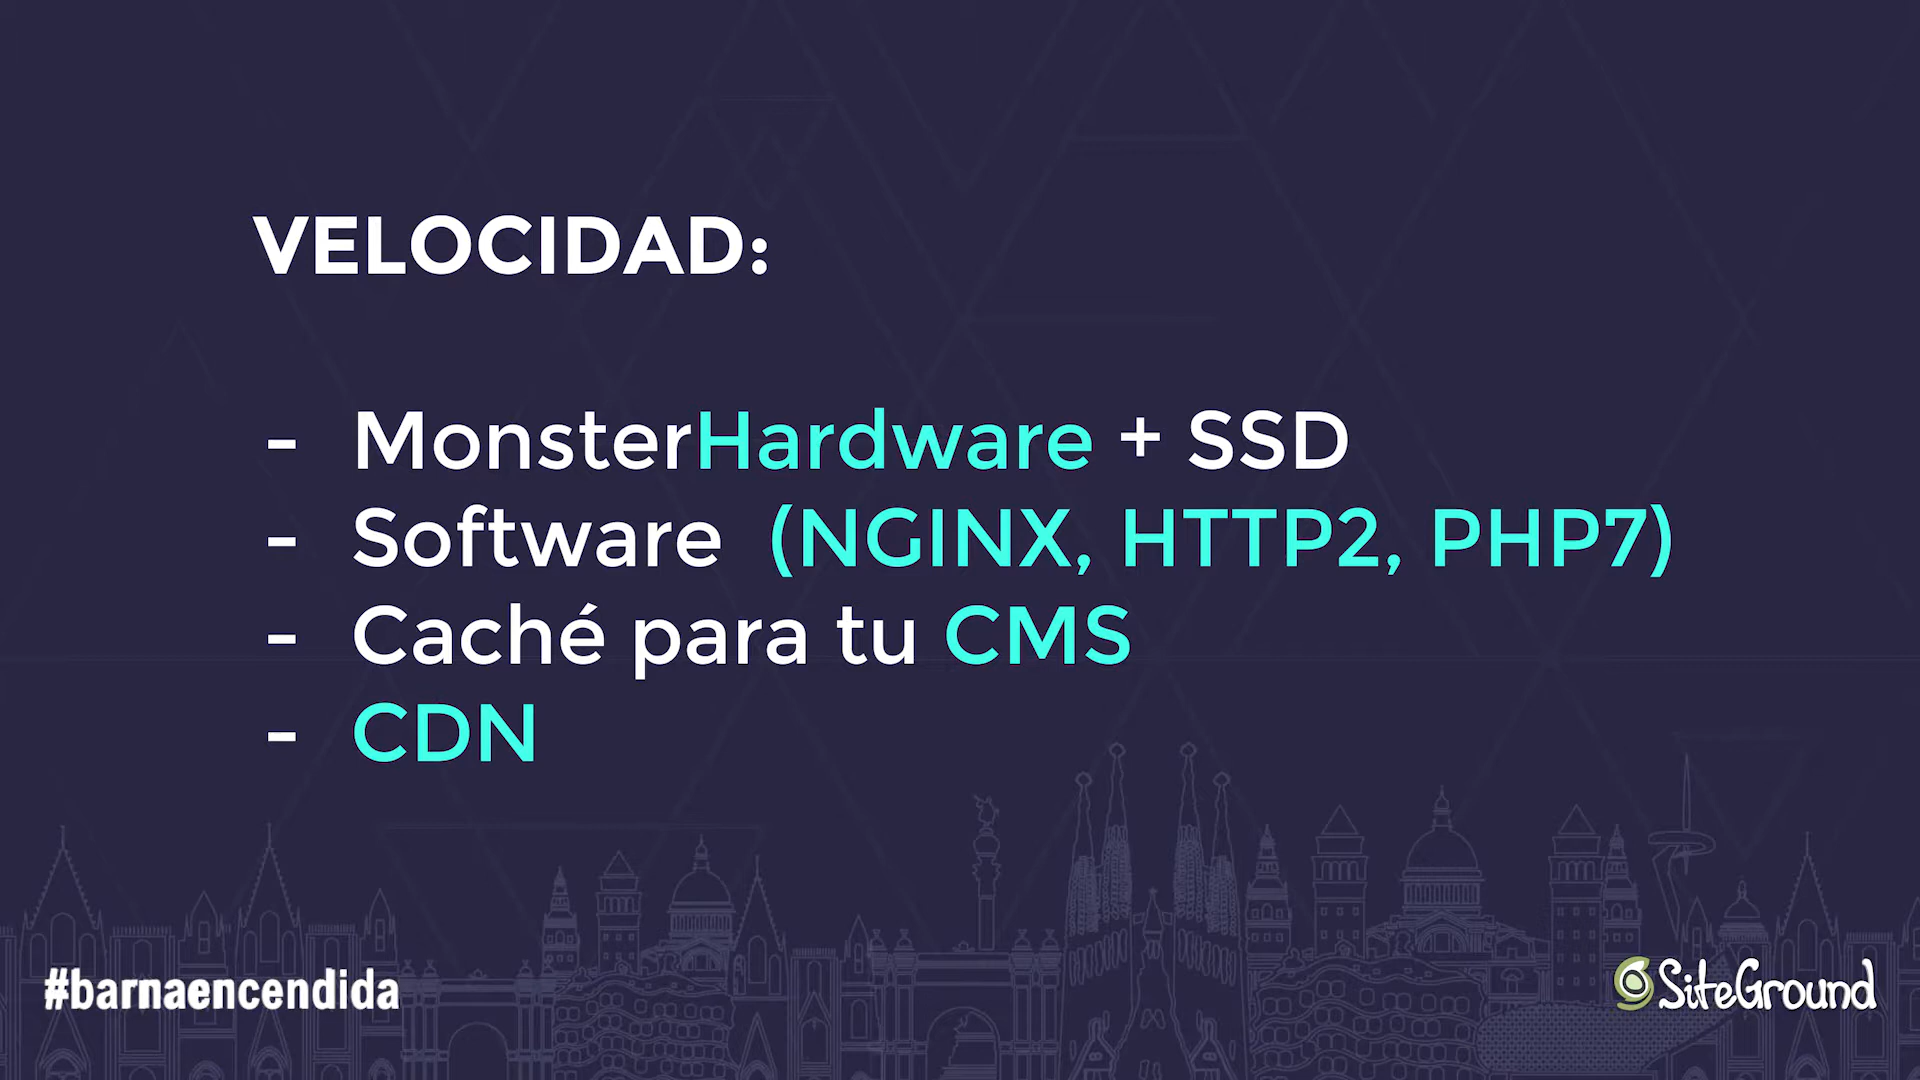 VELOCIDAD:
- MonsterHardware + SSD
- Software (NGINX, HTTP2, PHP7)
- Caché para tu CMS
- CDN
#barnaencendida
SiteGround